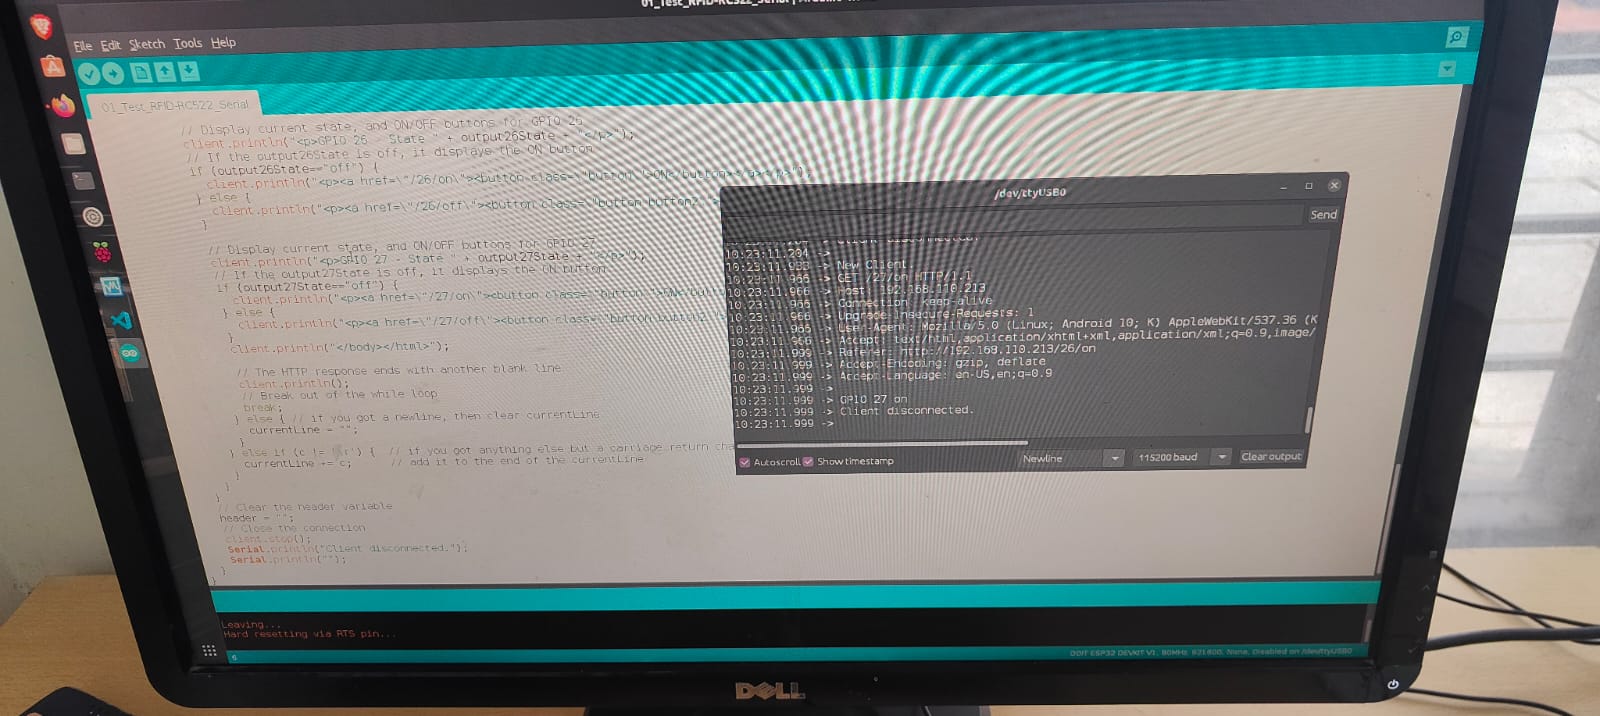 01_Test_RFID-RC522_Serial | Arduino
File Edit Sketch Tools Help
01_Test_RFID-RC522_Serial
// Display current state, and ON/OFF buttons for GPIO 26
client.println("<p>GPIO 26 - State " + output26State + "</p>");
// If the output26State is off, it displays the ON button
if (output26State=="off") {
client.println("<p><a href=\"/26/on\"><button class=\"button\">ON</button></a></p>");
} else {
client.println("<p><a href=\"/26/off\"><button class=\"button button2\">
}
// Display current state, and ON/OFF buttons for GPIO 27
client.println("<p>GPIO 27 - State " + output27State + "</p>");
// If the output27State is off, it displays the ON button
if (output27State=="off") {
client.println("<p><a href=\"/27/on\"><button class=\"button\">ON</butt
} else {
client.println("<p><a href=\"/27/off\"><button class=\"button button2\"
}
client.println("</body></html>");
// The HTTP response ends with another blank line
client.println();
// Break out of the while loop
break;
} else { // if you got a newline, then clear currentLine
currentLine = "";
}
} else if (c != '\r') { // if you got anything else but a carriage return cha
currentLine += c; // add it to the end of the currentLine
}
}
}
// Clear the header variable
header = "";
// Close the connection
client.stop();
Serial.println("Client disconnected.");
Serial.println("");
}
}
/dev/ttyUSB0
Send
10:23:11.204 -> Client disconnected.
10:23:11.204 ->
10:23:11.933 -> New Client.
10:23:11.966 -> GET /27/on HTTP/1.1
10:23:11.966 -> Host: 192.168.110.213
10:23:11.966 -> Connection: keep-alive
10:23:11.966 -> Upgrade-Insecure-Requests: 1
10:23:11.966 -> User-Agent: Mozilla/5.0 (Linux; Android 10; K) AppleWebKit/537.36 (K
10:23:11.966 -> Accept: text/html,application/xhtml+xml,application/xml;q=0.9,image/
10:23:11.999 -> Referer: http://192.168.110.213/26/on
10:23:11.999 -> Accept-Encoding: gzip, deflate
10:23:11.999 -> Accept-Language: en-US,en;q=0.9
10:23:11.999 ->
10:23:11.999 -> GPIO 27 on
10:23:11.999 -> Client disconnected.
10:23:11.999 ->
Autoscroll Show timestamp Newline 115200 baud Clear output
Leaving...
Hard resetting via RTS pin...
DOIT ESP32 DEVKIT V1, 80MHz, 921600, None, Disabled on /dev/ttyUSB0
DELL